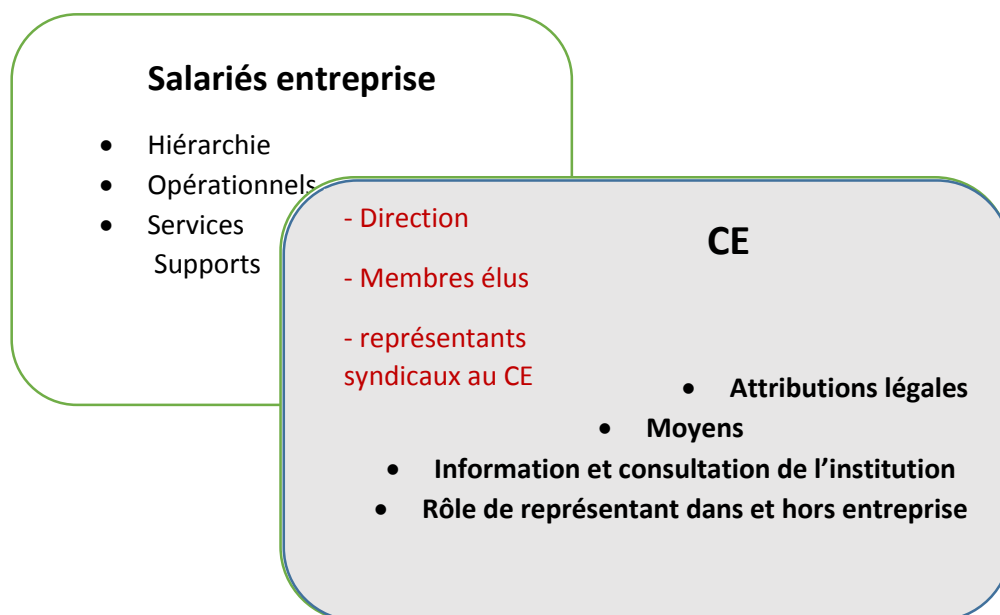 Salariés entreprise
• Hiérarchie
• Opérationnels
• Services
Supports
- Direction
- Membres élus
- représentants
syndicaux au CE
CE
• Attributions légales
• Moyens
• Information et consultation de l’institution
• Rôle de représentant dans et hors entreprise